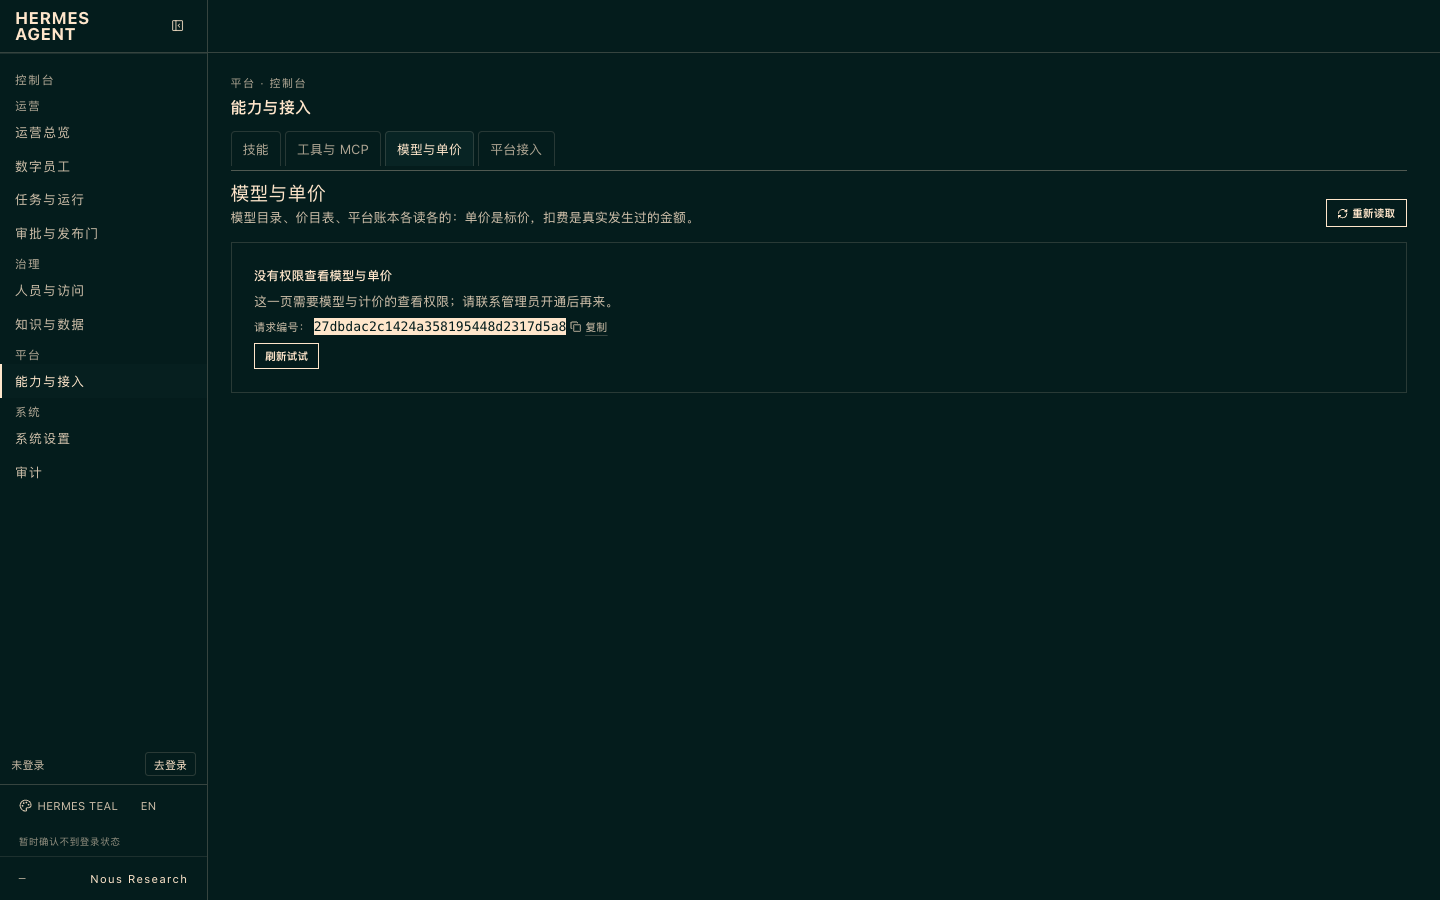 HERMES
AGENT
控制台
运营
运营总览
数字员工
任务与运行
审批与发布门
治理
人员与访问
知识与数据
平台
能力与接入
系统
系统设置
审计
未登录
去登录
HERMES TEAL
EN
暂时确认不到登录状态
—
Nous Research
平台 · 控制台
能力与接入
技能
工具与 MCP
模型与单价
平台接入
模型与单价
模型目录、价目表、平台账本各读各的：单价是标价，扣费是真实发生过的金额。
重新读取
没有权限查看模型与单价
这一页需要模型与计价的查看权限；请联系管理员开通后再来。
请求编号： 27dbdac2c1424a358195448d2317d5a8 复制
刷新试试